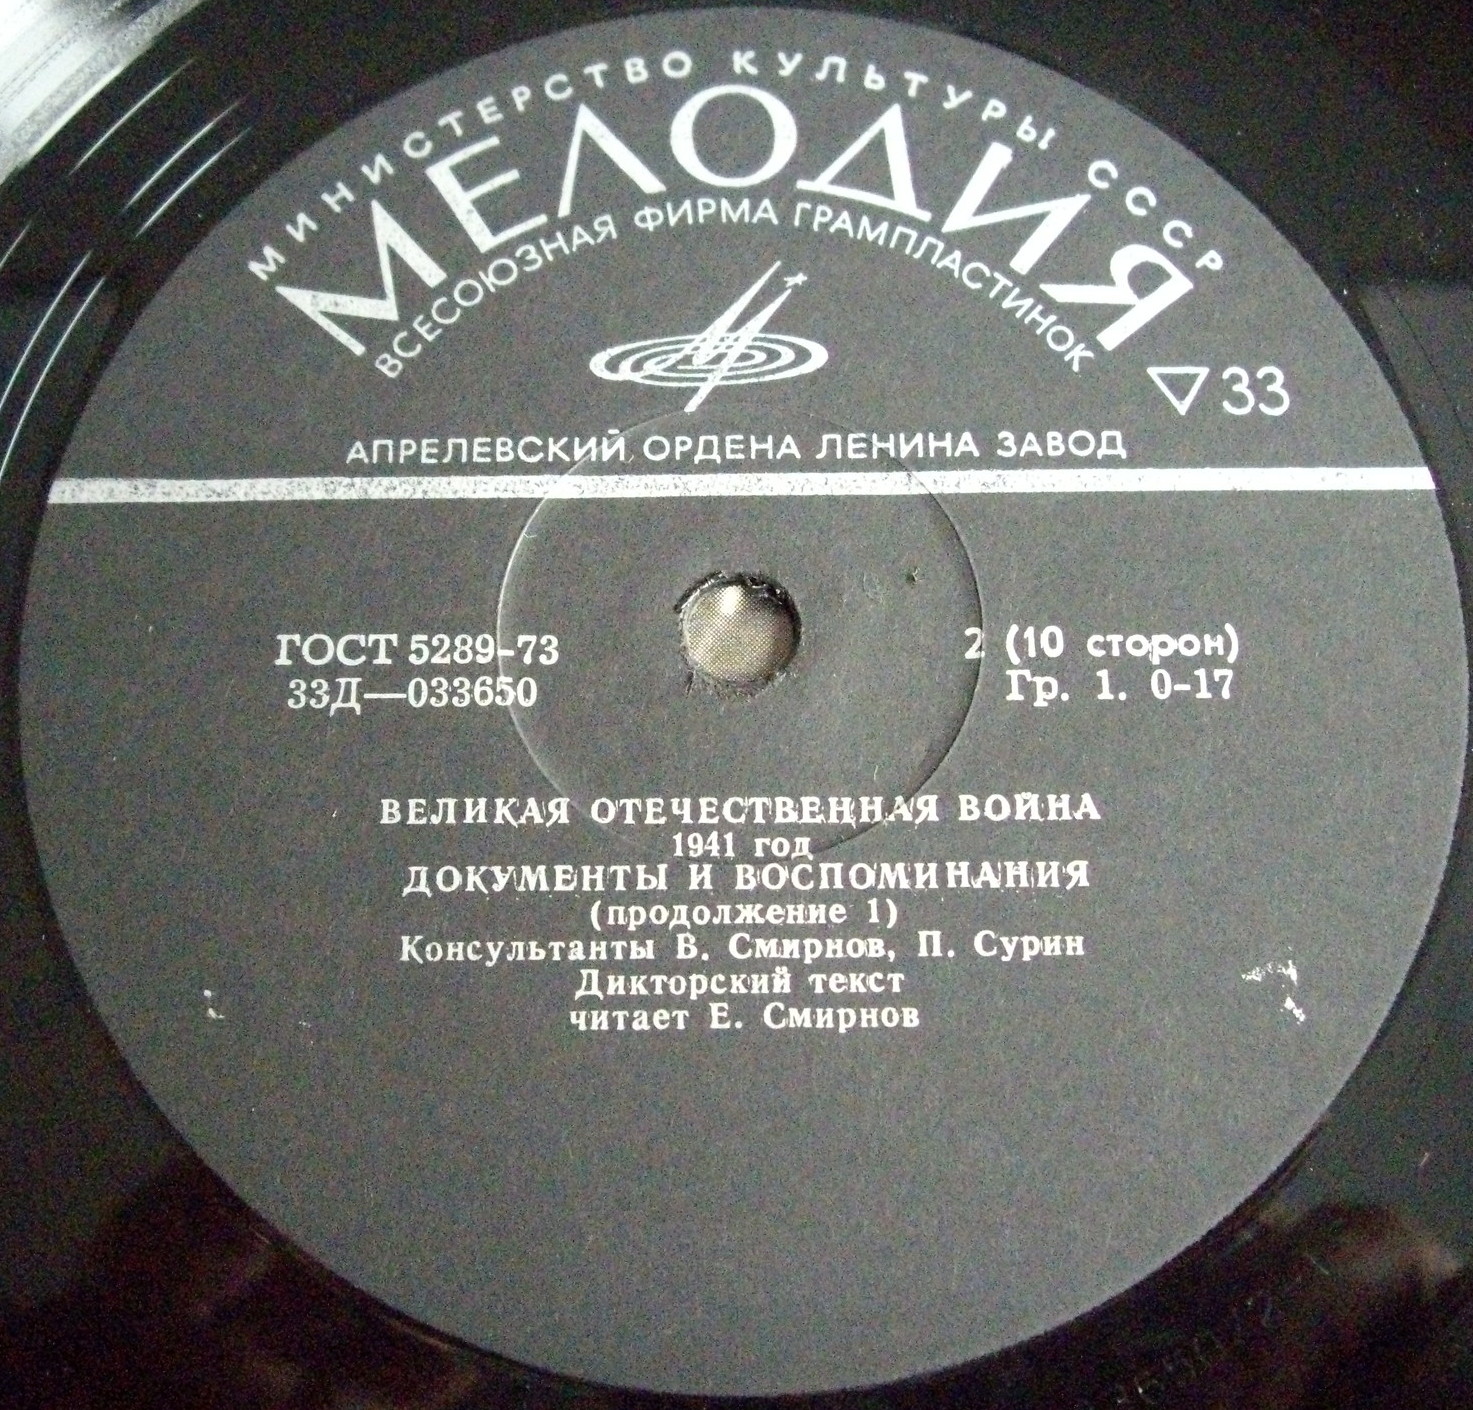 МИНИСТЕРСТВО КУЛЬТУРЫ СССР
МЕЛОДИЯ
ВСЕСОЮЗНАЯ ФИРМА ГРАМПЛАСТИНОК
33
АПРЕЛЕВСКИЙ ОРДЕНА ЛЕНИНА ЗАВОД
ГОСТ 5289-73
33Д—033650
2 (10 сторон)
Гр. 1. 0-17
ВЕЛИКАЯ ОТЕЧЕСТВЕННАЯ ВОЙНА
1941 год
ДОКУМЕНТЫ И ВОСПОМИНАНИЯ
(продолжение 1)
Консультанты В. Смирнов, П. Сурин
Дикторский текст
читает Е. Смирнов